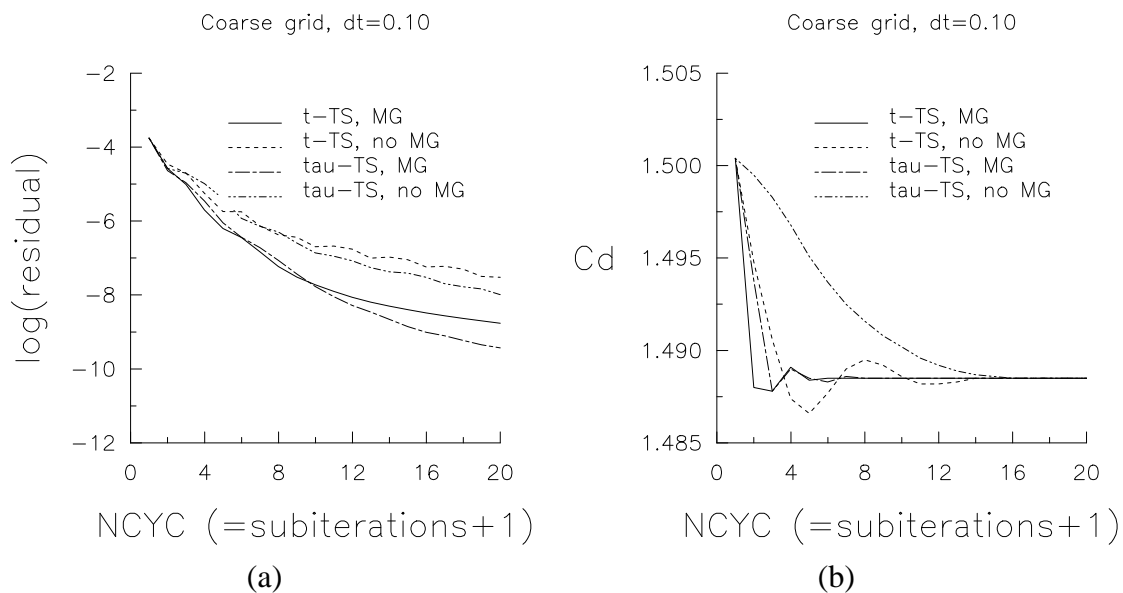 (a)
Coarse grid, dt=0.10
-2
-4
-6
-8
-10
-12
log(residual)
t-TS, MG
t-TS, no MG
tau-TS, MG
tau-TS, no MG
0 4 8 12 16 20
NCYC (=subiterations+1)
(a)
(b)
Coarse grid, dt=0.10
1.505
1.500
1.495
1.490
1.485
Cd
t-TS, MG
t-TS, no MG
tau-TS, MG
tau-TS, no MG
0 4 8 12 16 20
NCYC (=subiterations+1)
(b)